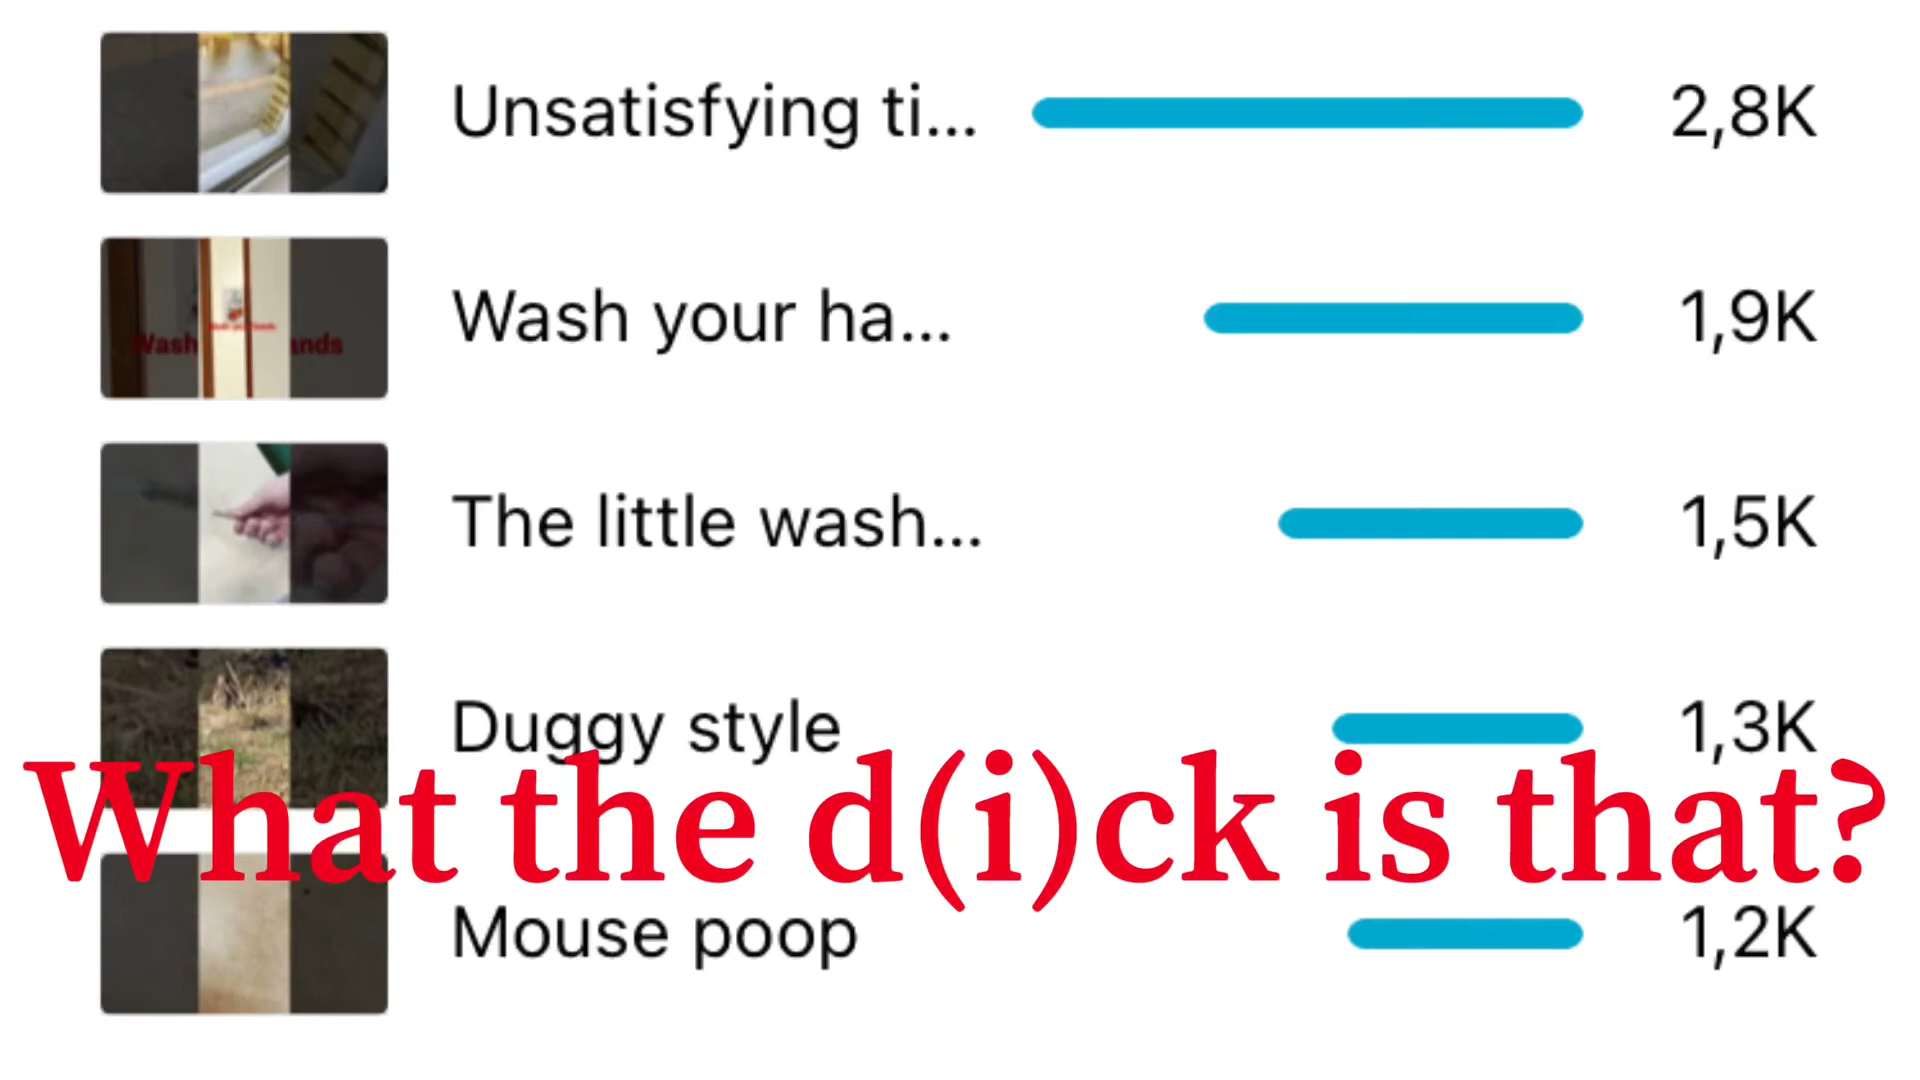 Unsatisfying ti...
2,8K
Wash your ha...
1,9K
The little wash...
1,5K
Duggy style
1,3K
What the d(i)ck is that?
Mouse poop
1,2K